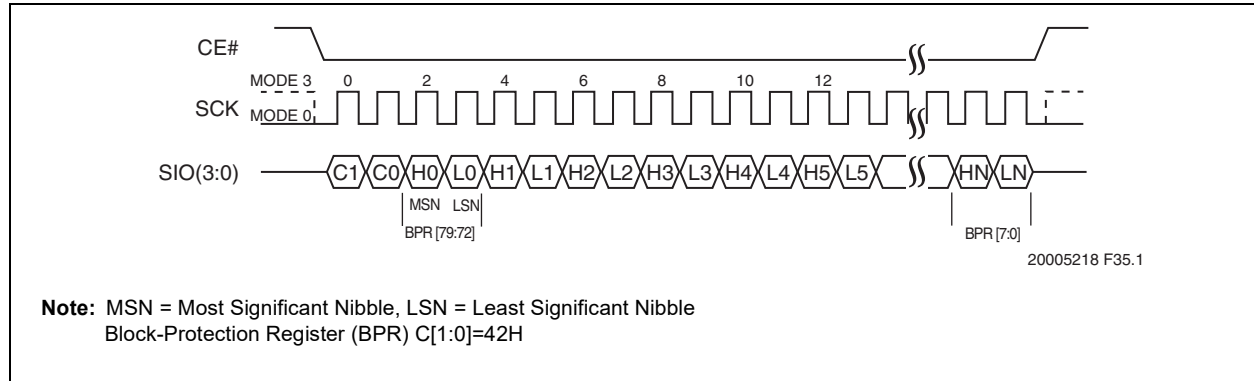 CE#
MODE 3 0 2 4 6 8 10 12
SCK
MODE 0
SIO(3:0) C1 C0 H0 L0 H1 L1 H2 L2 H3 L3 H4 L4 H5 L5 HN LN
MSN LSN
BPR [79:72] BPR [7:0]
20005218 F35.1
Note: MSN = Most Significant Nibble, LSN = Least Significant Nibble
Block-Protection Register (BPR) C[1:0]=42H